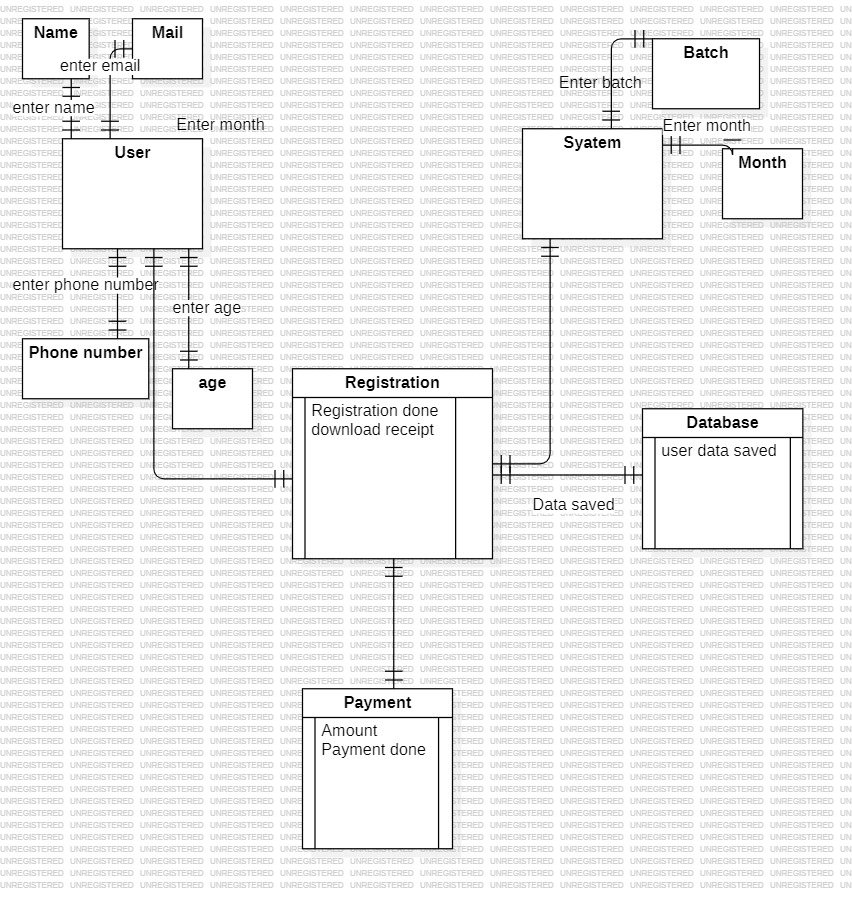 Name
Mail
enter email
enter name
Enter month
User
enter phone number
enter age
Phone number
age
Batch
Enter batch
Enter month
Syatem
Month
Registration
Registration done
download receipt
Database
user data saved
Data saved
Payment
Amount
Payment done
UNREGISTERED